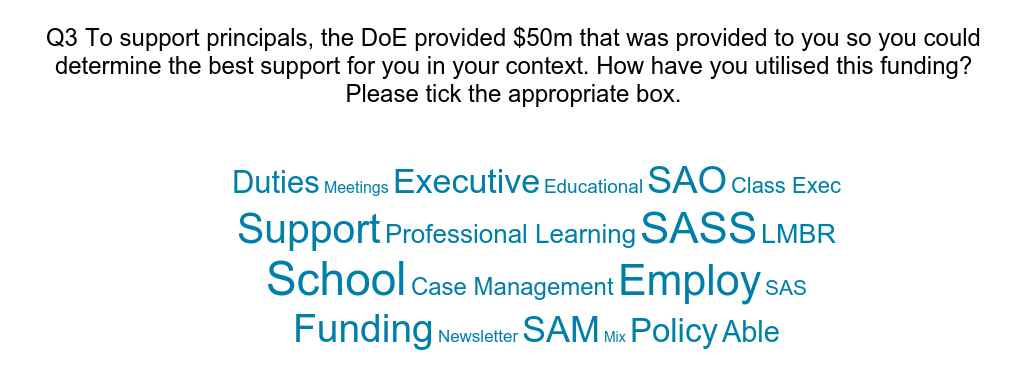 Q3 To support principals, the DoE provided $50m that was provided to you so you could
determine the best support for you in your context. How have you utilised this funding?
Please tick the appropriate box.
Duties Meetings Executive Educational SAO Class Exec
Support Professional Learning SASS LMBR
School Case Management Employ SAS
Funding Newsletter SAM Mix Policy Able